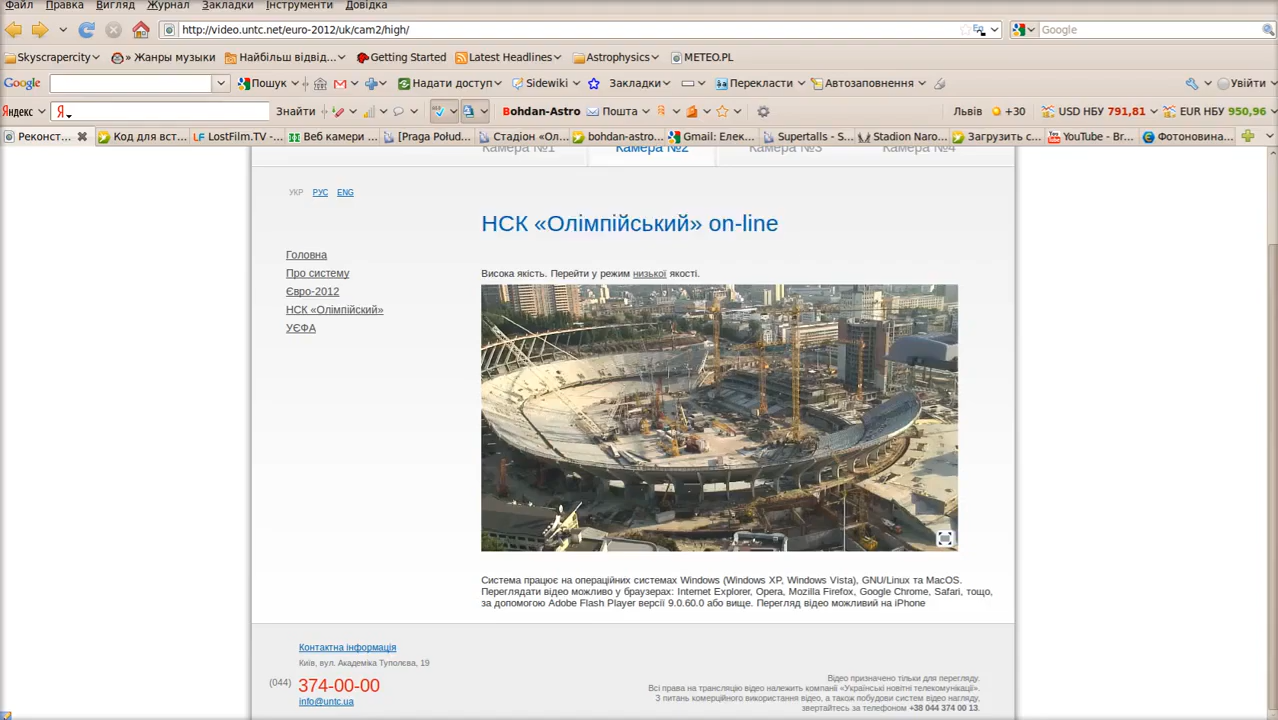 Файл Правка Вигляд Журнал Закладки Інструменти Довідка
http://video.untc.net/euro-2012/uk/cam2/high/
Google
Skyscrapercity » Жанры музыки Найбільш відвід... Getting Started Latest Headlines Astrophysics METEO.PL
Google Пошук Надати доступ Sidewiki Закладки Перекласти Автозаповнення Увійти
Яндекс Я Знайти Bohdan-Astro Пошта Львів +30 USD НБУ 791,81 EUR НБУ 950,96
Реконст... Код для вст... LostFilm.TV -... Веб камери ... [Praga Połud... Стадіон «Ол... bohdan-astro... Gmail: Елек... Supertalls - S... Stadion Naro... Загрузить с... YouTube - Br... Фотоновина...
Камера №1 Камера №2 Камера №3 Камера №4
УКР РУС ENG
НСК «Олімпійський» on-line
Головна
Про систему
Євро-2012
НСК «Олімпійский»
УЄФА
Висока якість. Перейти у режим низької якості.
Система працює на операційних системах Windows (Windows XP, Windows Vista), GNU/Linux та MacOS.
Переглядати відео можливо у браузерах: Internet Explorer, Opera, Mozilla Firefox, Google Chrome, Safari, тощо,
за допомогою Adobe Flash Player версії 9.0.60.0 або вище. Перегляд відео можливий на iPhone
Контактна інформація
Київ, вул. Академіка Туполєва, 19
(044) 374-00-00
info@untc.ua
Відео призначено тільки для перегляду.
Всі права на трансляцію відео належить компанії «Українські новітні телекомунікації».
З питань комерційного використання відео, а також побудови систем відео нагляду,
звертайтесь за телефоном +38 044 374 00 13.